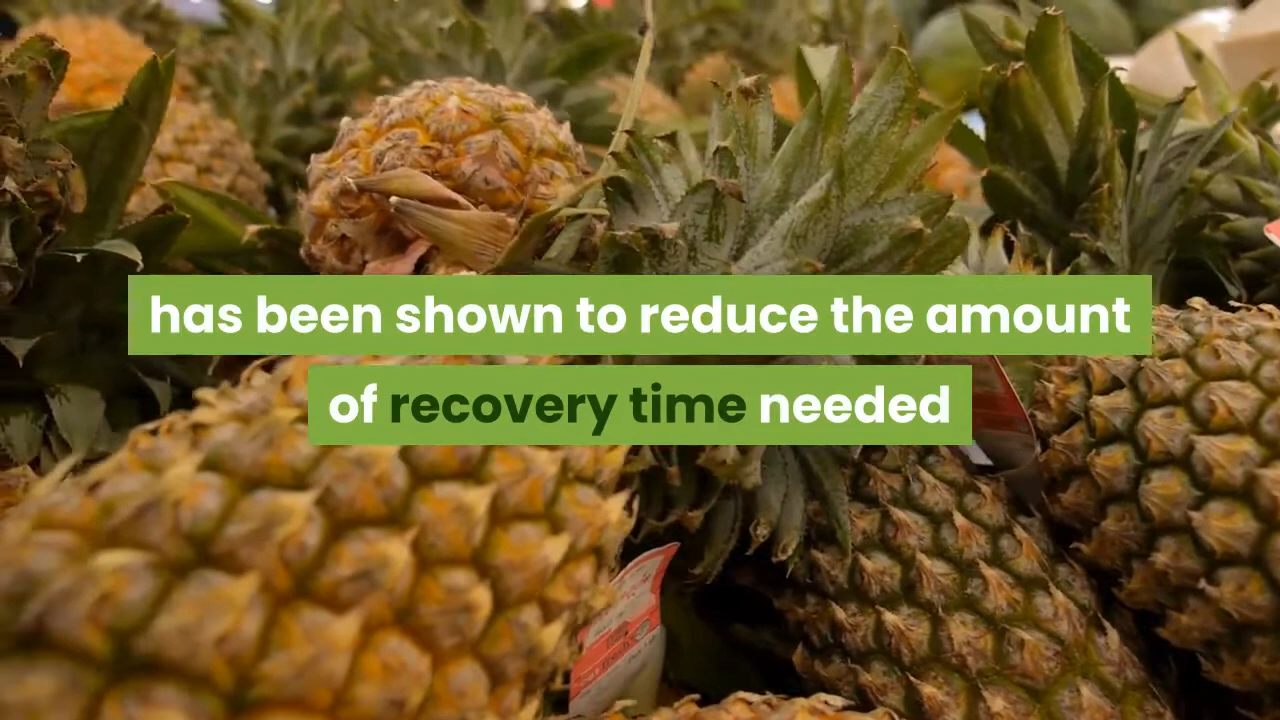 has been shown to reduce the amount
of recovery time needed